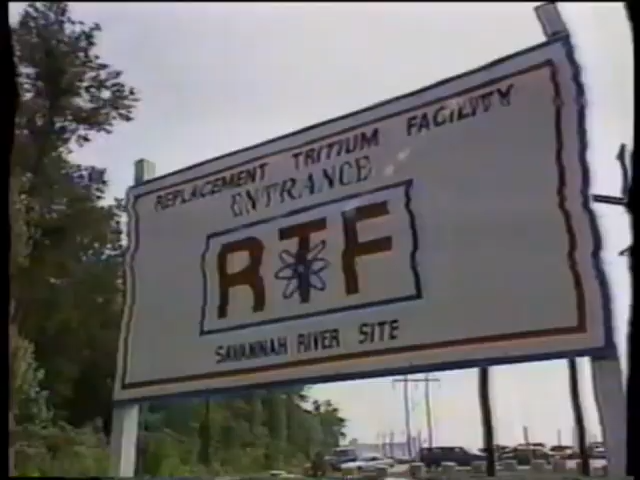 REPLACEMENT TRITIUM FACILITY
ENTRANCE
RTF
SAVANNAH RIVER SITE